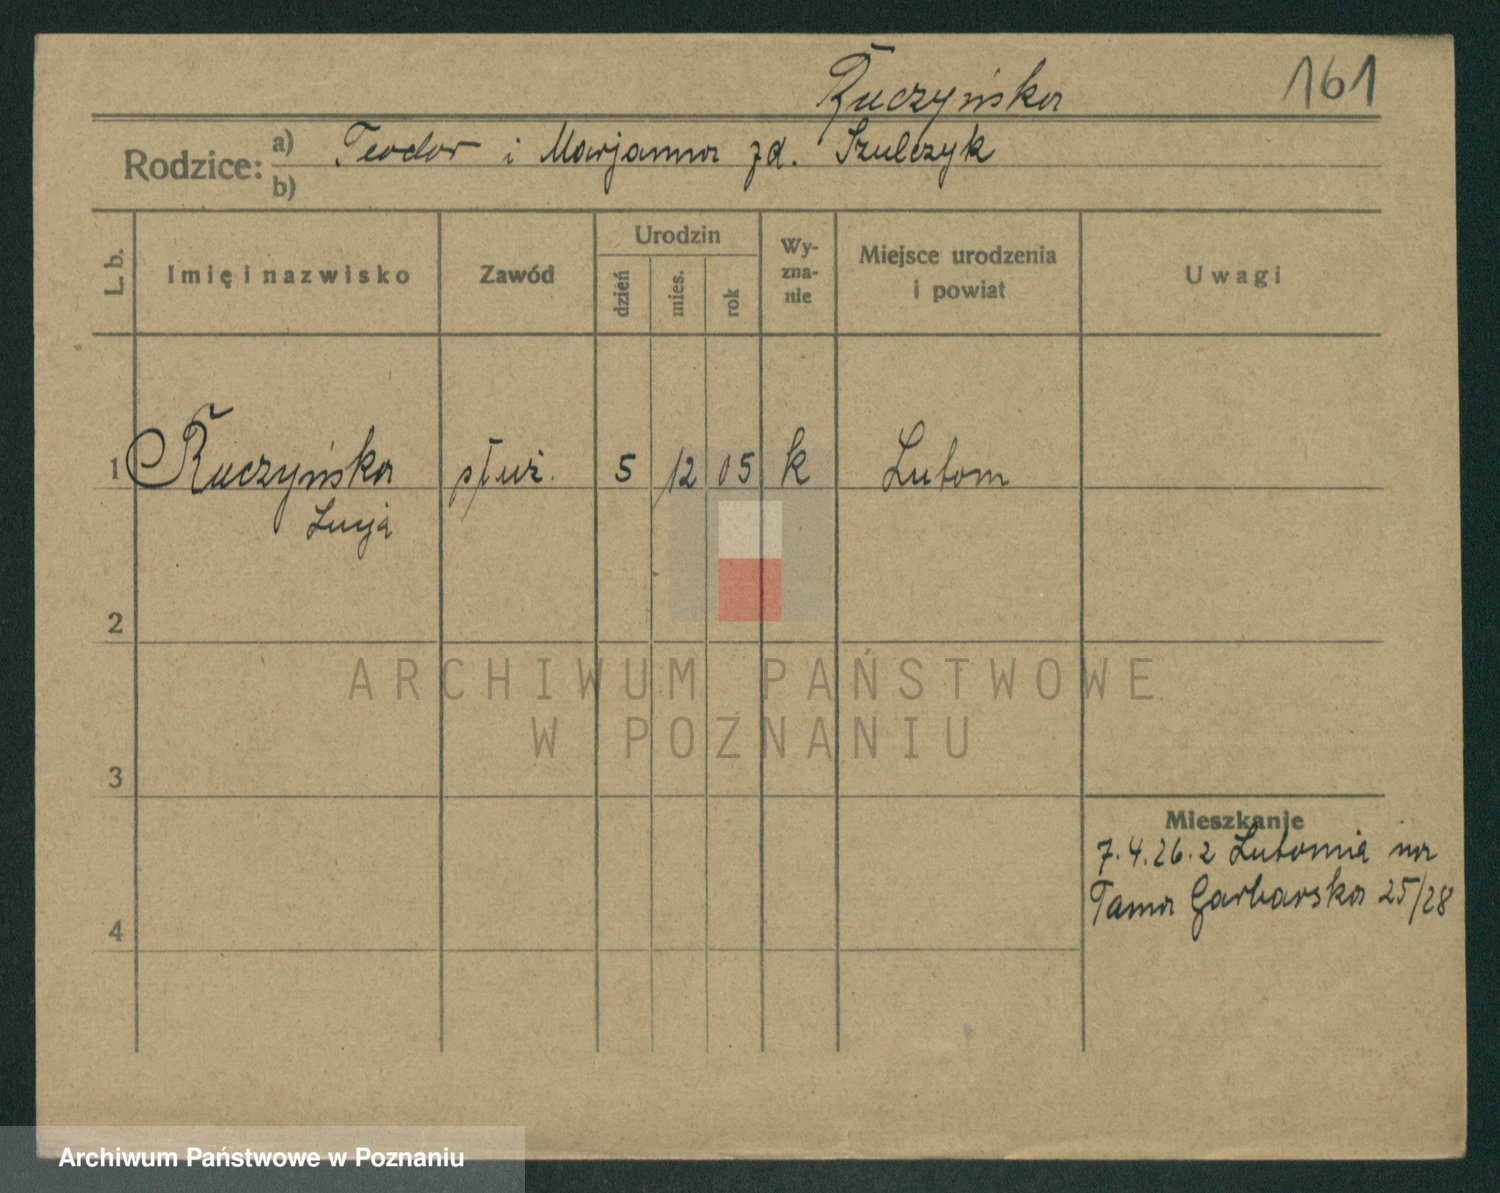 Ruczyńska
161
Rodzice: a) Teodor i Marjanna zd. Szulczyk
b)
L. b.
Imię i nazwisko
Zawód
Urodzin
dzień
mies.
rok
Wy-
zna-
nie
Miejsce urodzenia
i powiat
Uwagi
1 Ruczyńska służ. 5 12 05 k Lutom
Lucja
2
ARCHIWUM PAŃSTWOWE
W POZNANIU
3
Mieszkanie
7.4.26. z Lutomia na
Tama Garbarska 25/28
4
Archiwum Państwowe w Poznaniu